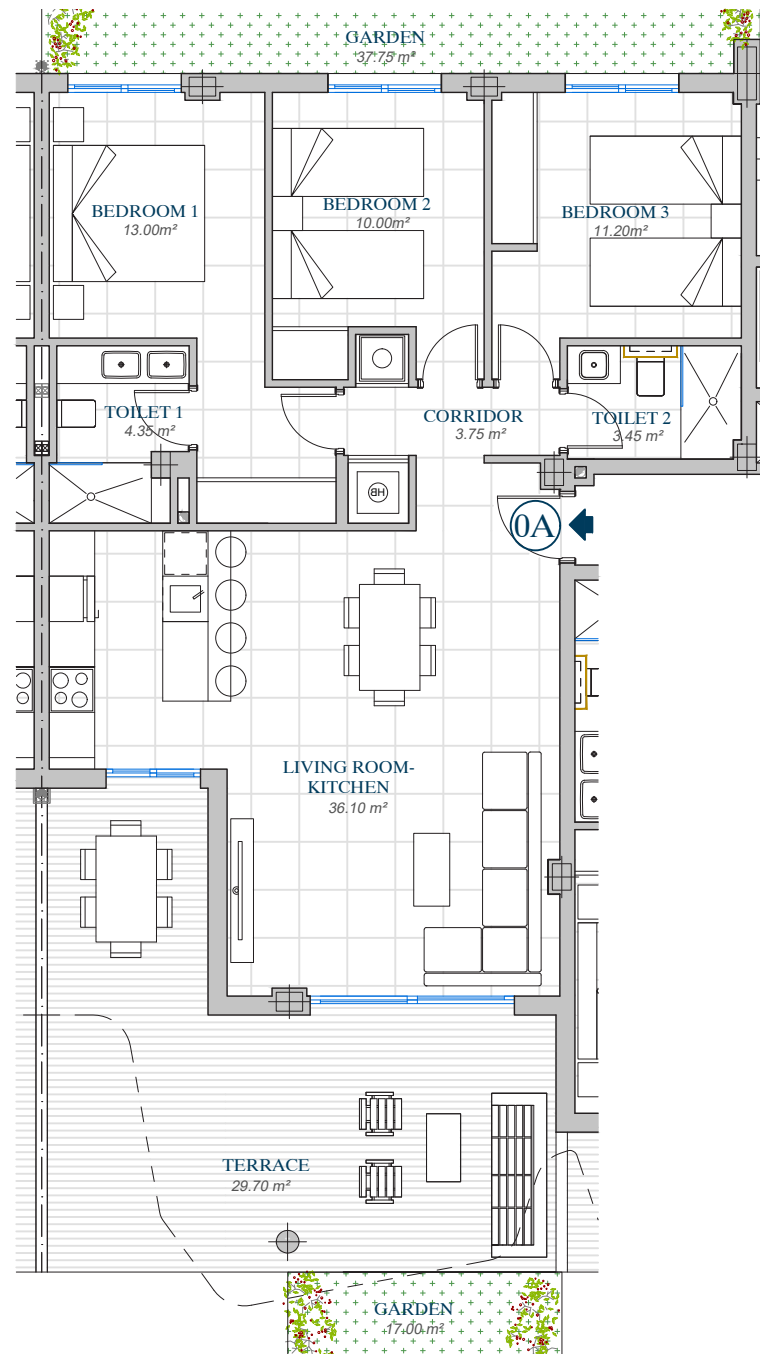 GARDEN
37.75 m²
BEDROOM 1
13.00m²
BEDROOM 2
10.00m²
BEDROOM 3
11.20m²
TOILET 1
4.35 m²
CORRIDOR
3.75 m²
TOILET 2
3.45 m²
HB
0A
LIVING ROOM-
KITCHEN
36.10 m²
TERRACE
29.70 m²
GARDEN
17.00 m²